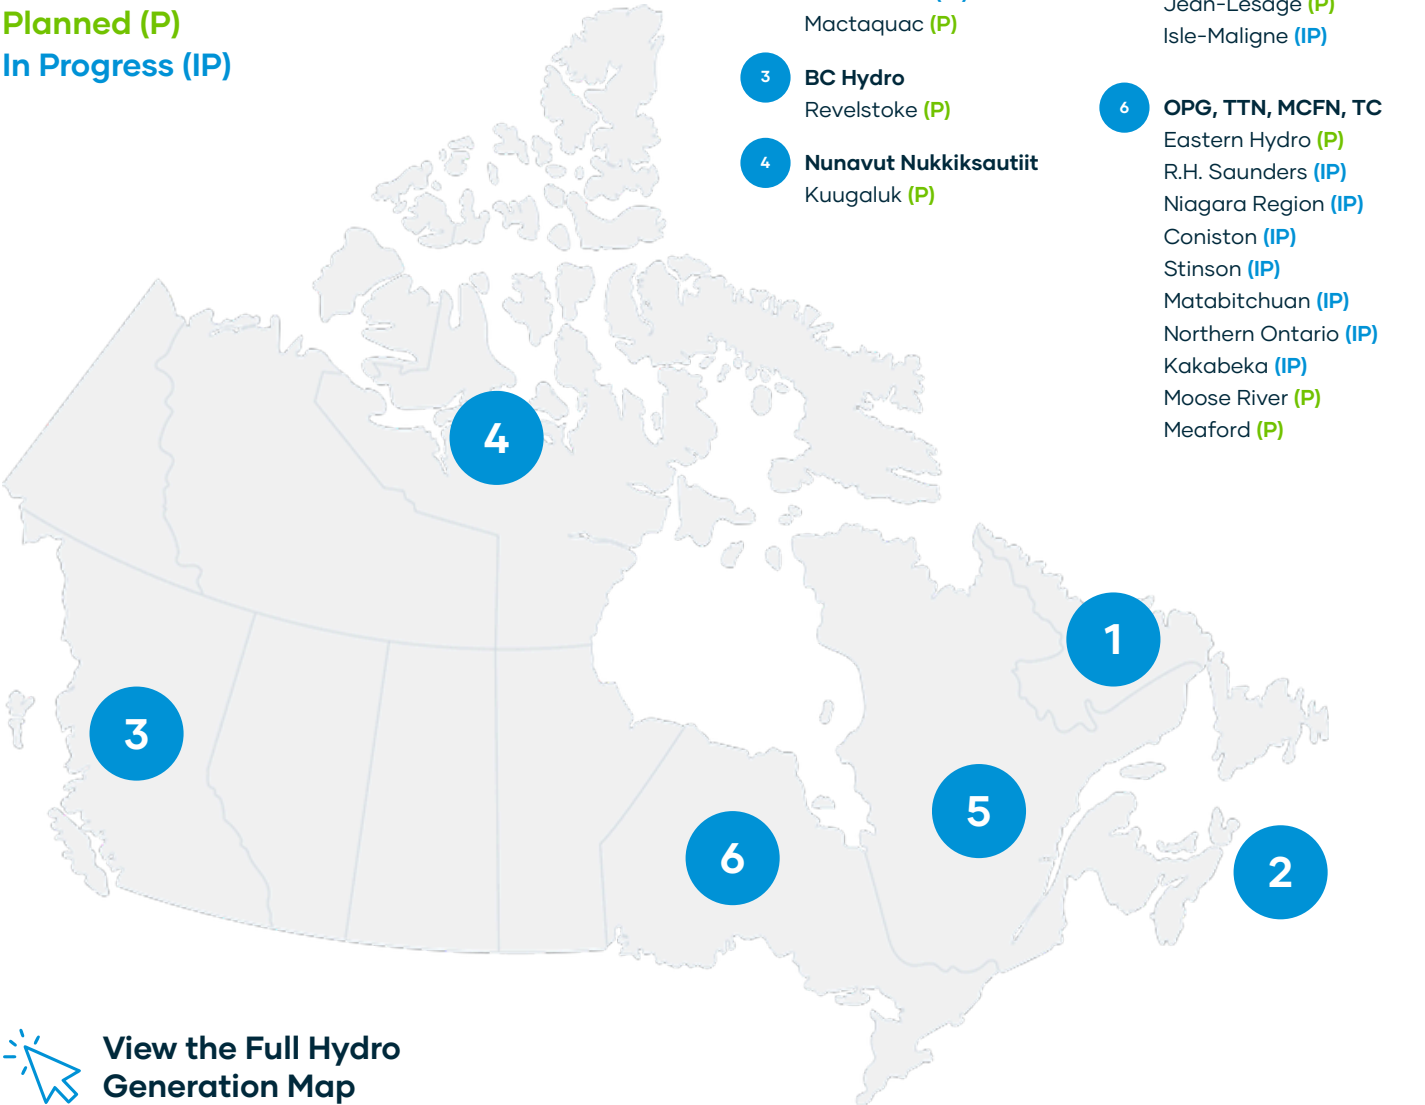 Planned (P)
In Progress (IP)
Mactaquac (P)
3
BC Hydro
Revelstoke (P)
4
Nunavut Nukkiksautiit
Kuugaluk (P)
Jean-Lesage (P)
Isle-Maligne (IP)
6
OPG, TTN, MCFN, TC
Eastern Hydro (P)
R.H. Saunders (IP)
Niagara Region (IP)
Coniston (IP)
Stinson (IP)
Matabitchuan (IP)
Northern Ontario (IP)
Kakabeka (IP)
Moose River (P)
Meaford (P)
4
1
3
5
6
2
View the Full Hydro
Generation Map